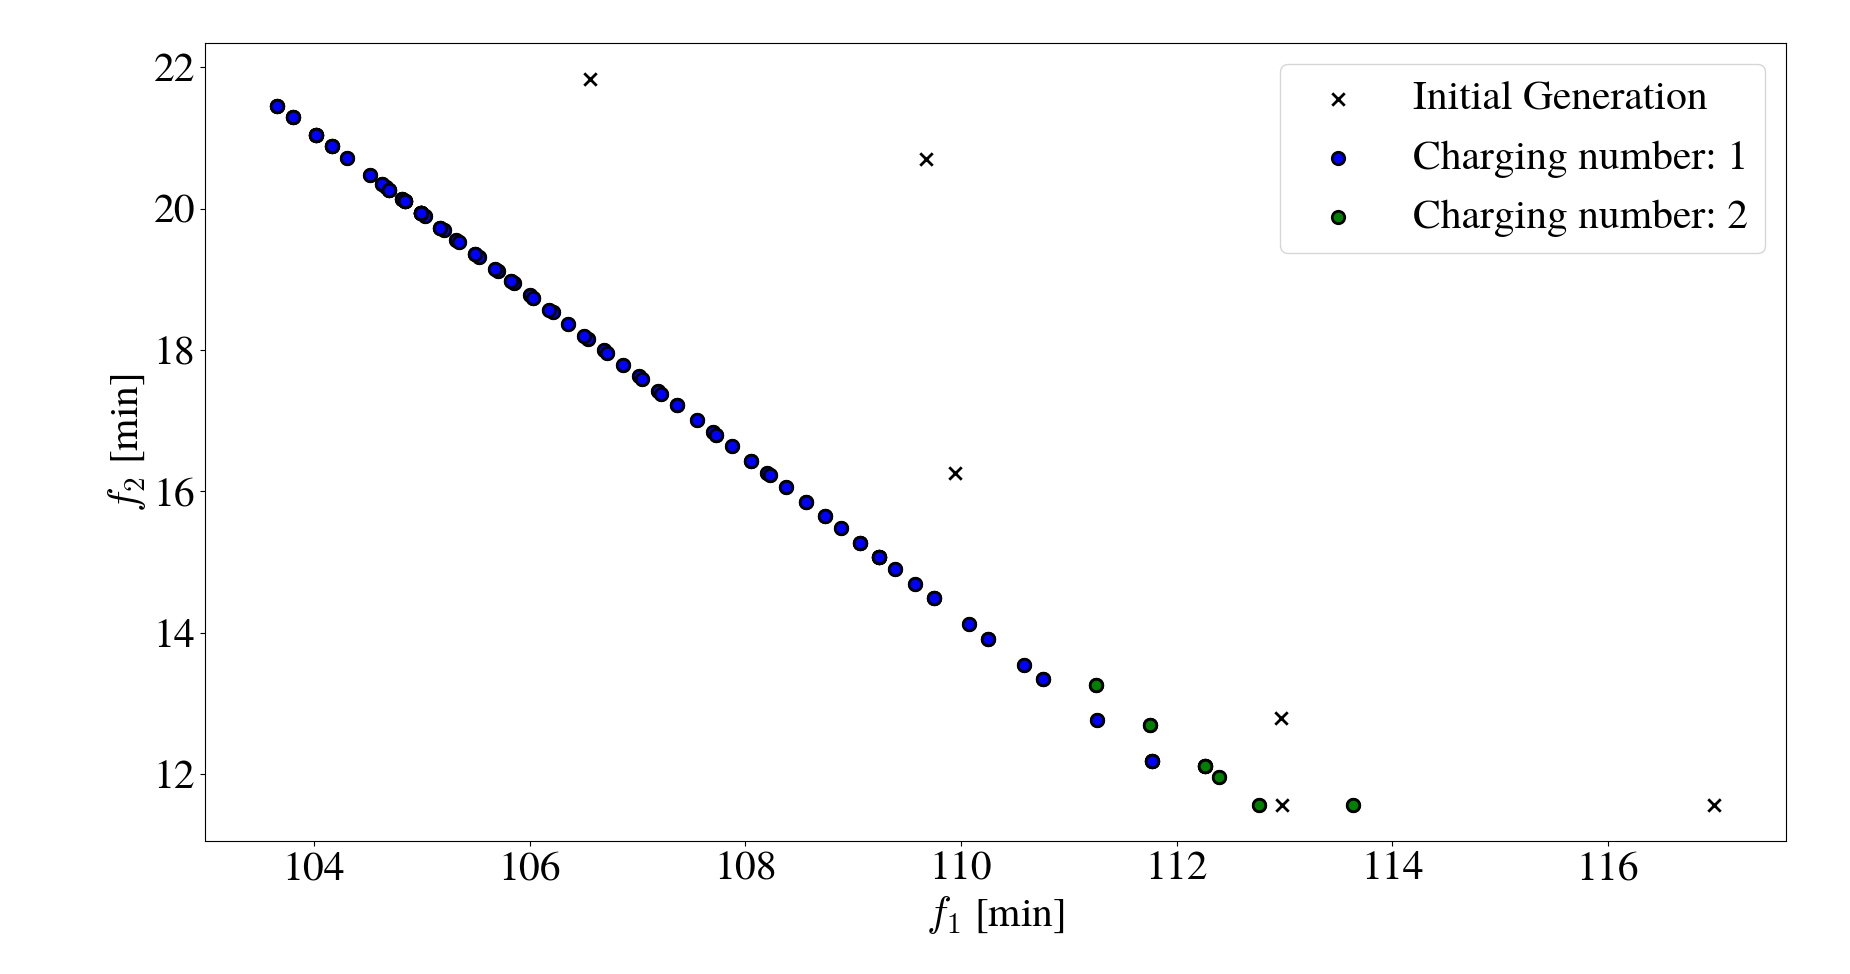 22
20
18
16
14
12
f2 [min]
104 106 108 110 112 114 116
f1 [min]
Initial Generation
Charging number: 1
Charging number: 2